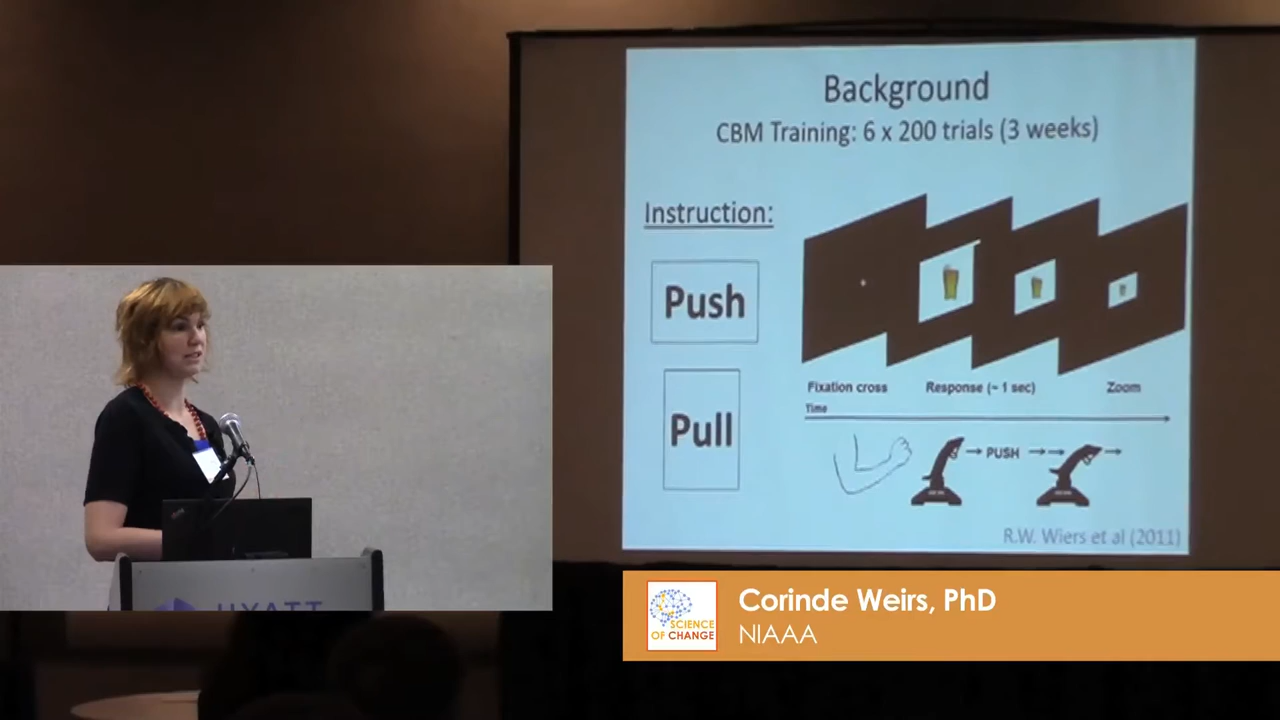 Background
CBM Training: 6 x 200 trials (3 weeks)
Instruction:
Push
Pull
Fixation cross
Response (~ 1 sec)
Zoom
Time
→ PUSH →→
R.W. Wiers et al (2011)
HYATT
SCIENCE
OF CHANGE
Corinde Weirs, PhD
NIAAA